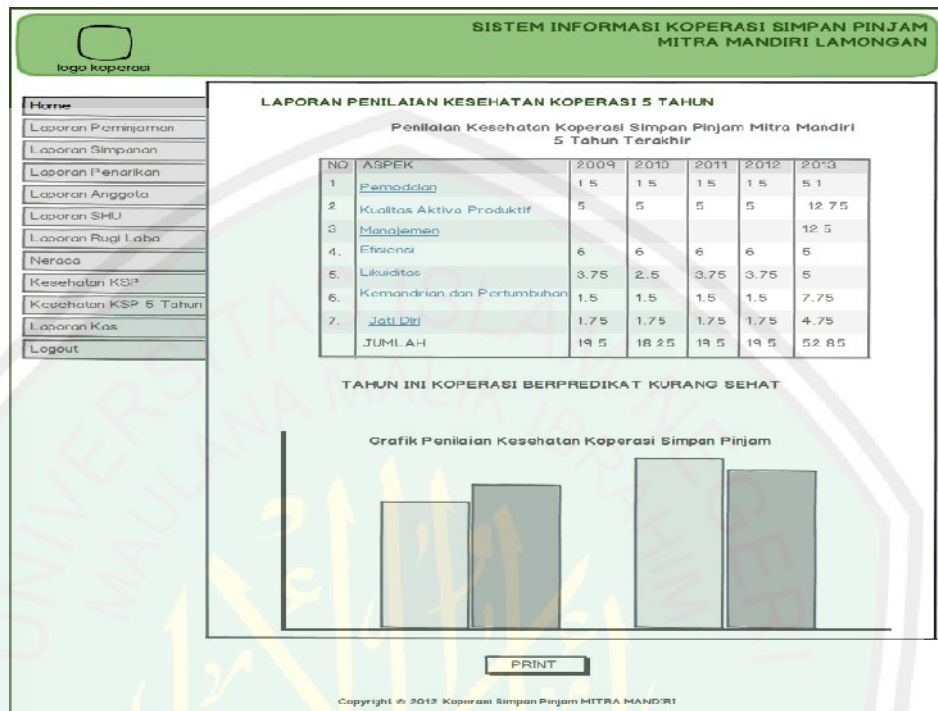 SISTEM INFORMASI KOPERASI SIMPAN PINJAM
MITRA MANDIRI LAMONGAN
logo koperasi
Home
Laporan Peminjaman
Laporan Simpanan
Laporan Penarikan
Laporan Anggota
Laporan SHU
Laporan Rugi Laba
Neraca
Kesehatan KSP
Kesehatan KSP 5 Tahun
Laporan Kas
Logout
LAPORAN PENILAIAN KESEHATAN KOPERASI 5 TAHUN
Penilaian Kesehatan Koperasi Simpan Pinjam Mitra Mandiri
5 Tahun Terakhir
NO ASPEK 2009 2010 2011 2012 2013
1 Pemodalan 1.5 1.5 1.5 1.5 5.1
2 Kualitas Aktiva Produktif 5 5 5 5 12.75
3 Manajemen 12.5
4. Efisiensi 6 6 6 6 5
5. Likuiditas 3.75 2.5 3.75 3.75 5
6. Kemandirian dan Pertumbuhan 1.5 1.5 1.5 1.5 7.75
7. Jati Diri 1.75 1.75 1.75 1.75 4.75
JUMLAH 19.5 18.25 19.5 19.5 52.85
TAHUN INI KOPERASI BERPREDIKAT KURANG SEHAT
Grafik Penilaian Kesehatan Koperasi Simpan Pinjam
PRINT
Copyright © 2012 Koperasi Simpan Pinjam MITRA MANDIRI
UNIVERSITAS ISLAM NEGERI
MAULANA MALIK IBRAHIM